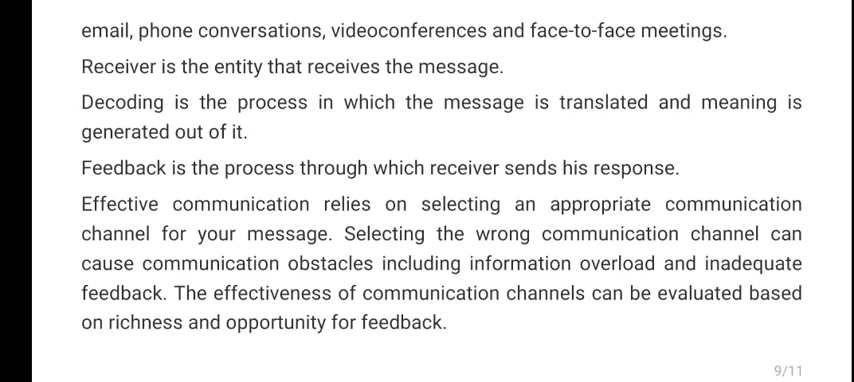 email, phone conversations, videoconferences and face-to-face meetings.
Receiver is the entity that receives the message.
Decoding is the process in which the message is translated and meaning is
generated out of it.
Feedback is the process through which receiver sends his response.
Effective communication relies on selecting an appropriate communication
channel for your message. Selecting the wrong communication channel can
cause communication obstacles including information overload and inadequate
feedback. The effectiveness of communication channels can be evaluated based
on richness and opportunity for feedback.
9/11